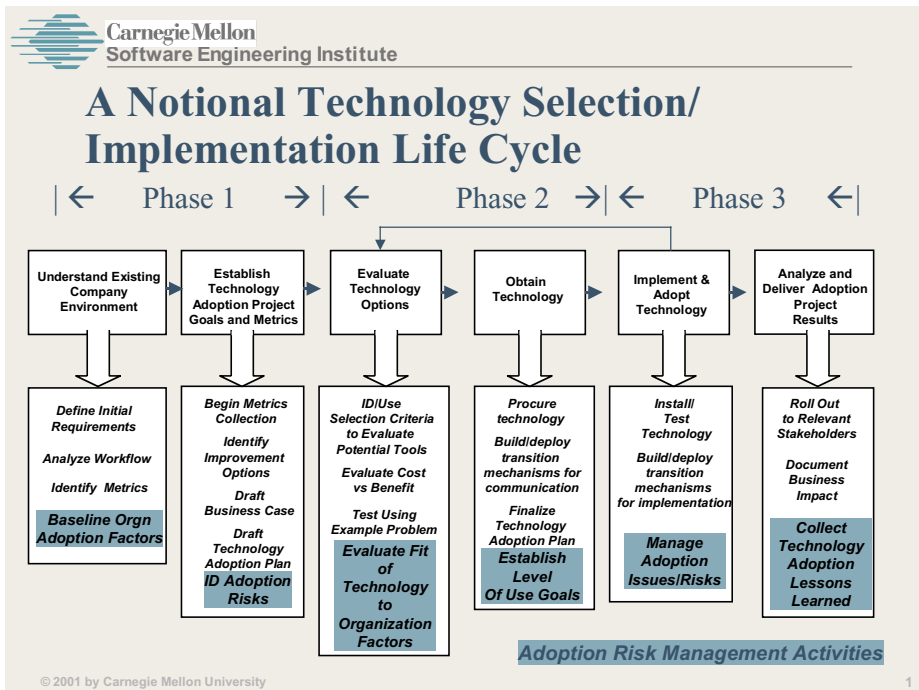 Carnegie Mellon
Software Engineering Institute
A Notional Technology Selection/
Implementation Life Cycle
| ← Phase 1 → | ← Phase 2 → | ← Phase 3 ← |
Understand Existing
Company
Environment
Establish
Technology
Adoption Project
Goals and Metrics
Evaluate
Technology
Options
Obtain
Technology
Implement &
Adopt
Technology
Analyze and
Deliver Adoption
Project
Results
Define Initial
Requirements
Analyze Workflow
Identify Metrics
Baseline Orgn
Adoption Factors
Begin Metrics
Collection
Identify
Improvement
Options
Draft
Business Case
Draft
Technology
Adoption Plan
ID Adoption
Risks
ID/Use
Selection Criteria
to Evaluate
Potential Tools
Evaluate Cost
vs Benefit
Test Using
Example Problem
Evaluate Fit
of
Technology
to
Organization
Factors
Procure
technology
Build/deploy
transition
mechanisms for
communication
Finalize
Technology
Adoption Plan
Establish
Level
Of Use Goals
Install/
Test
Technology
Build/deploy
transition
mechanisms
for implementation
Manage
Adoption
Issues/Risks
Roll Out
to Relevant
Stakeholders
Document
Business
Impact
Collect
Technology
Adoption
Lessons
Learned
Adoption Risk Management Activities
© 2001 by Carnegie Mellon University
1